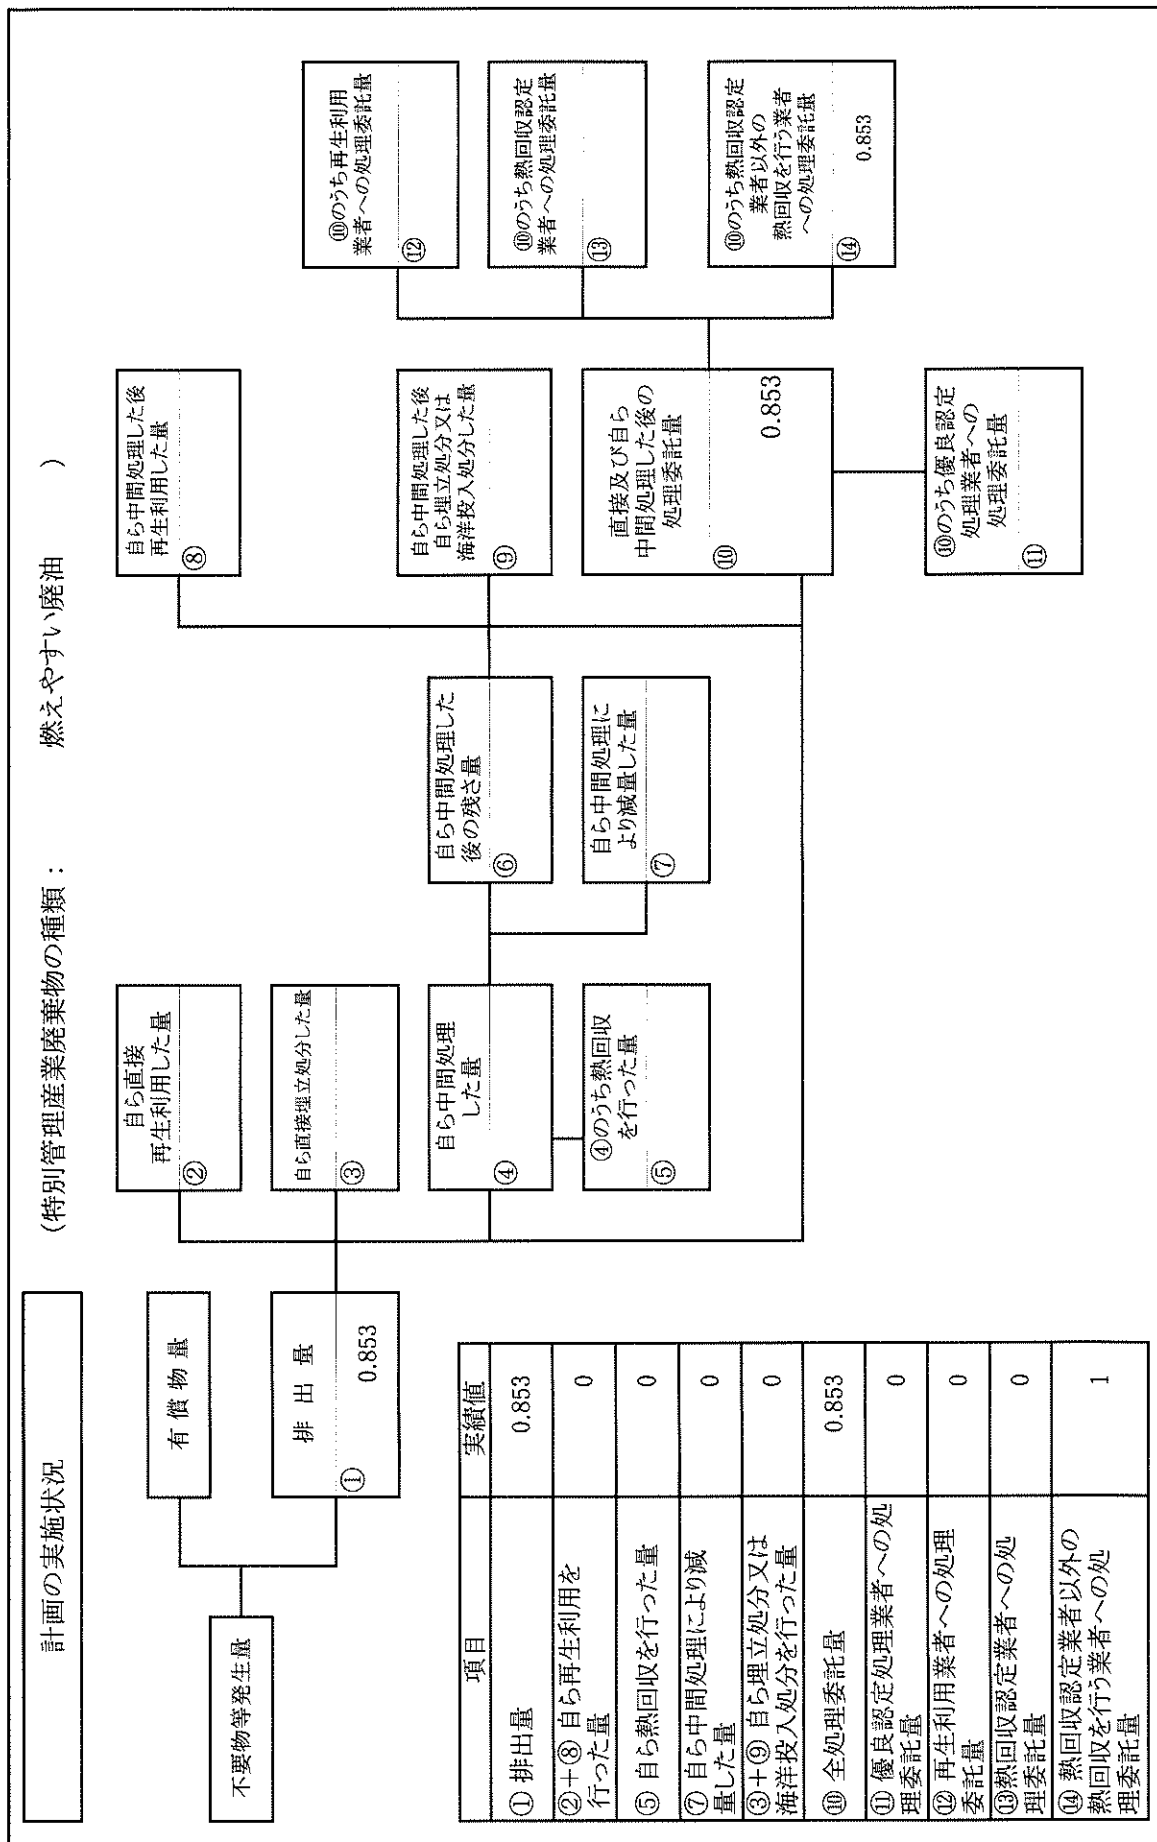 計画の実施状況
(特別管理産業廃棄物の種類： 燃えやすい廃油 )
不要物等発生量
有 償 物 量
排 出 量
①
0.853
自ら直接
再生利用した量
②
自ら直接埋立処分した量
③
自ら中間処理
した量
④
④のうち熱回収
を行った量
⑤
自ら中間処理した
後の残さ量
⑥
自ら中間処理に
より減量した量
⑦
自ら中間処理した後
再生利用した量
⑧
自ら中間処理した後
自ら埋立処分又は
海洋投入処分した量
⑨
直接及び自ら
中間処理した後の
処理委託量
⑩
0.853
⑩のうち優良認定
処理業者への
処理委託量
⑪
⑩のうち再生利用
業者への処理委託量
⑫
⑩のうち熱回収認定
業者への処理委託量
⑬
⑩のうち熱回収認定
業者以外の
熱回収を行う業者
への処理委託量
⑭
0.853
項目 実績値
① 排出量 0.853
②＋⑧ 自ら再生利用を
行った量 0
⑤ 自ら熱回収を行った量 0
⑦ 自ら中間処理により減
量した量 0
③＋⑨ 自ら埋立処分又は
海洋投入処分を行った量 0
⑩ 全処理委託量 0.853
⑪ 優良認定処理業者への処
理委託量 0
⑫ 再生利用業者への処理
委託量 0
⑬熱回収認定業者への処
理委託量 0
⑭ 熱回収認定業者以外の
熱回収を行う業者への処
理委託量 1